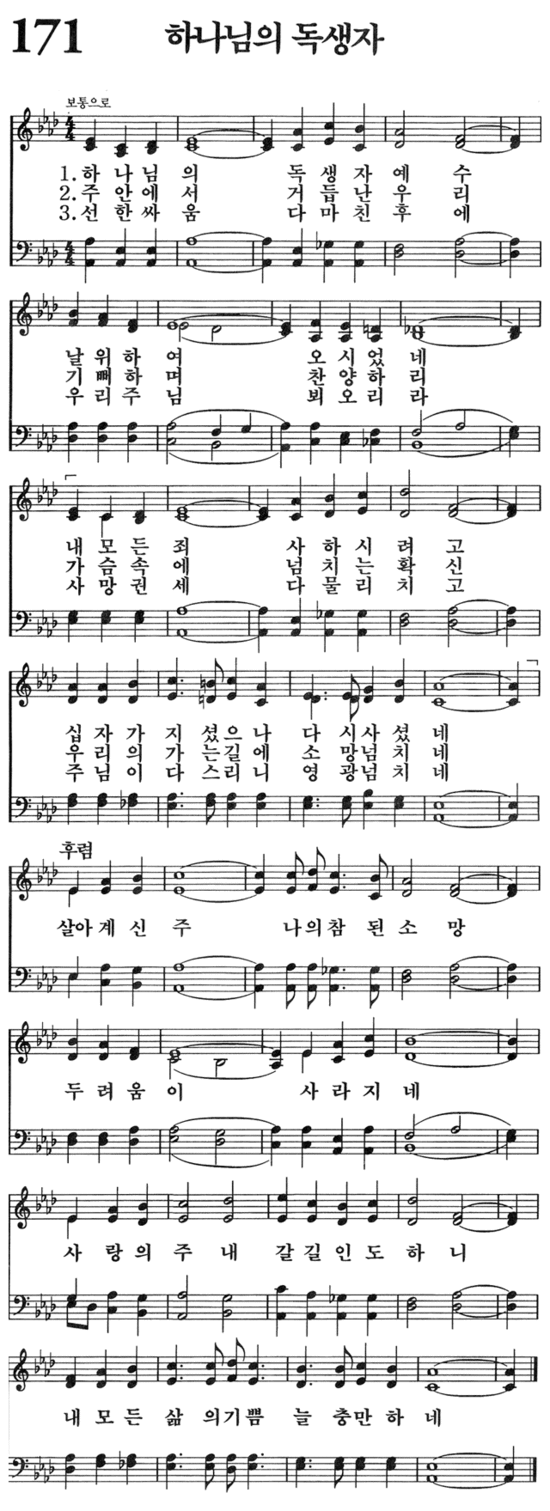 171 하나님의 독생자
보통으로
1. 하 나 님 의 독 생 자 예 수
2. 주 안 에 서 거 듭 난 우 리
3. 선 한 싸 움 다 마 친 후 에
날 위 하 여 오 시 었 네
기 뻐 하 며 찬 양 하 리
우 리 주 님 뵈 오 리 라
내 모 든 죄 사 하 시 려 고
가 슴 속 에 넘 치 는 확 신
사 망 권 세 다 물 리 치 고
십 자 가 지 셨 으 나 다 시 사 셨 네
우 리 의 가 는 길 에 소 망 넘 치 네
주 님 이 다 스 리 니 영 광 넘 치 네
후렴
살아 계 신 주 나의 참 된 소 망
두 려 움 이 사 라 지 네
사 랑 의 주 내 갈 길 인 도 하 니
내 모 든 삶 의 기 쁨 늘 충 만 하 네